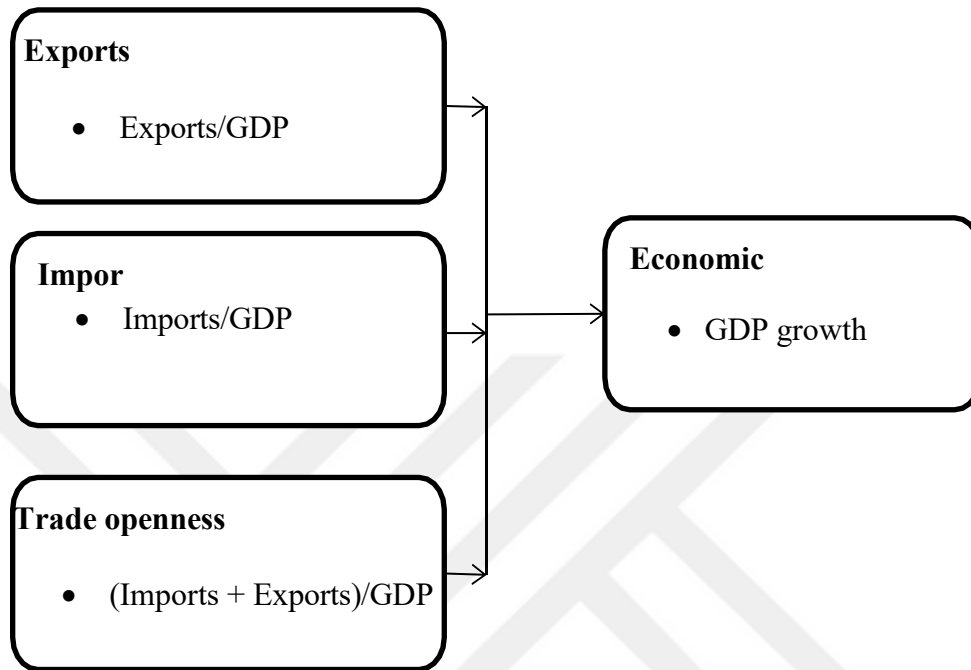 Exports
• Exports/GDP
Impor
• Imports/GDP
Trade openness
• (Imports + Exports)/GDP
Economic
• GDP growth